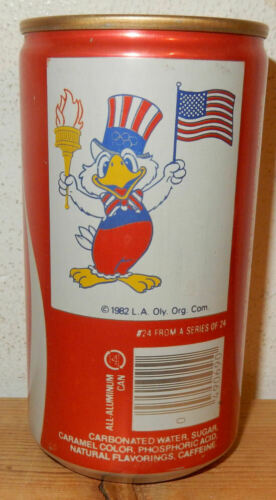 © 1982 L.A. Oly. Org. Com.
#24 FROM A SERIES OF 24
ALL-ALUMINUM
CAN
CARBONATED WATER, SUGAR,
CARAMEL COLOR, PHOSPHORIC ACID,
NATURAL FLAVORINGS, CAFFEINE.